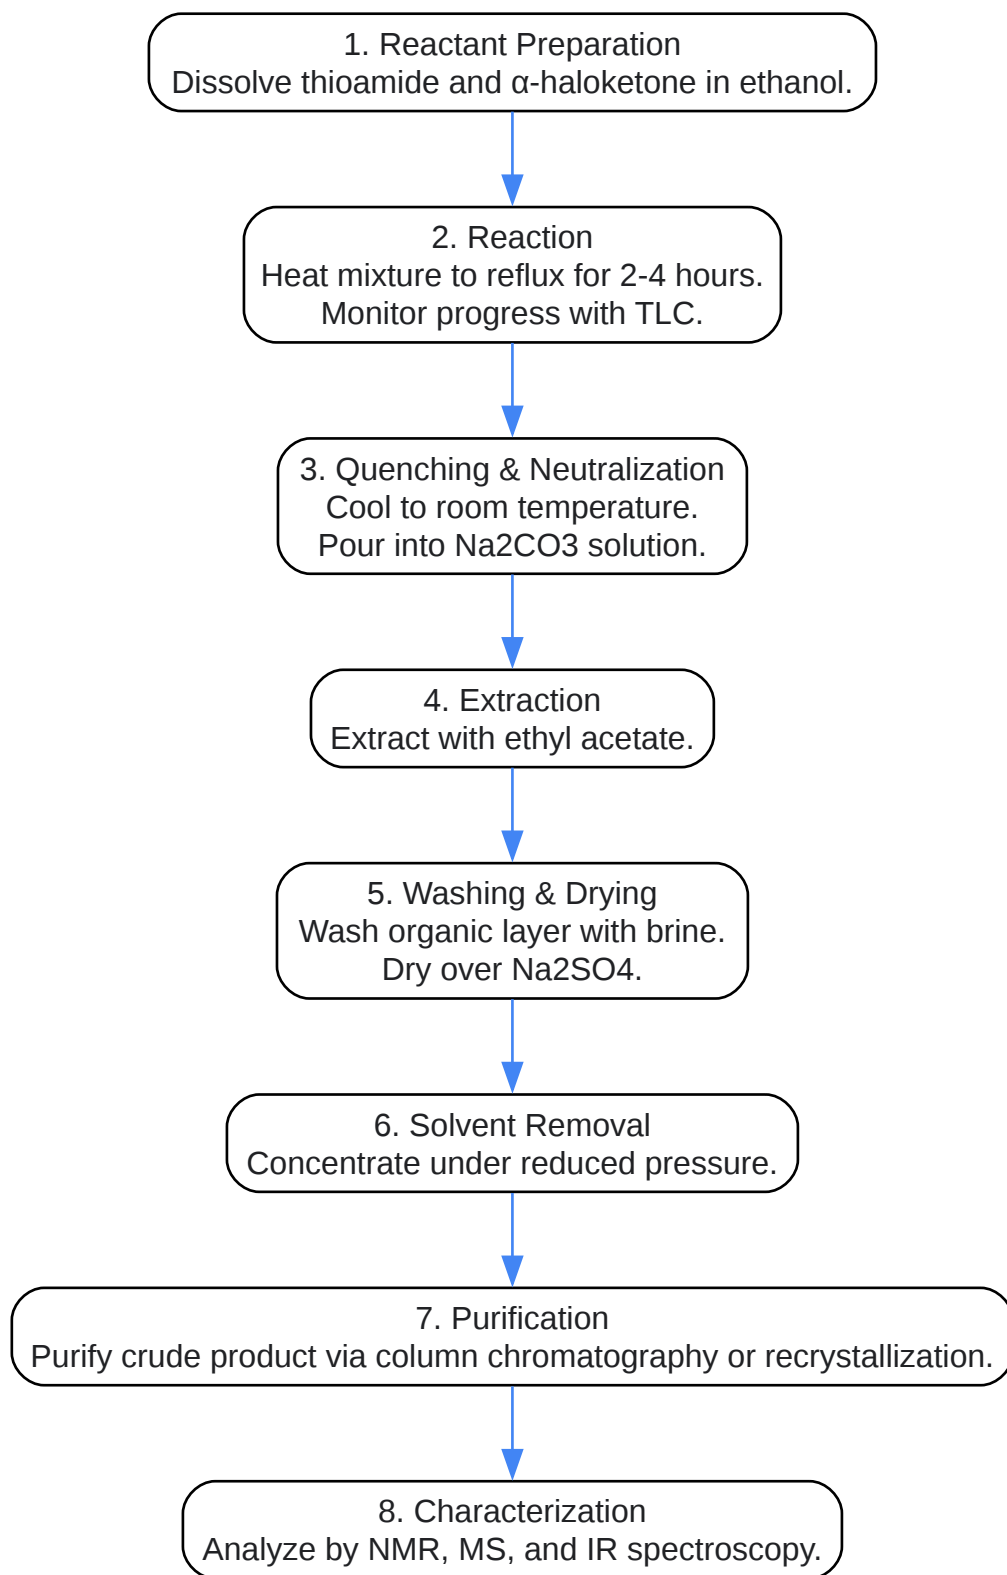 1. Reactant Preparation
Dissolve thioamide and α-haloketone in ethanol.
2. Reaction
Heat mixture to reflux for 2-4 hours.
Monitor progress with TLC.
3. Quenching & Neutralization
Cool to room temperature.
Pour into Na2CO3 solution.
4. Extraction
Extract with ethyl acetate.
5. Washing & Drying
Wash organic layer with brine.
Dry over Na2SO4.
6. Solvent Removal
Concentrate under reduced pressure.
7. Purification
Purify crude product via column chromatography or recrystallization.
8. Characterization
Analyze by NMR, MS, and IR spectroscopy.